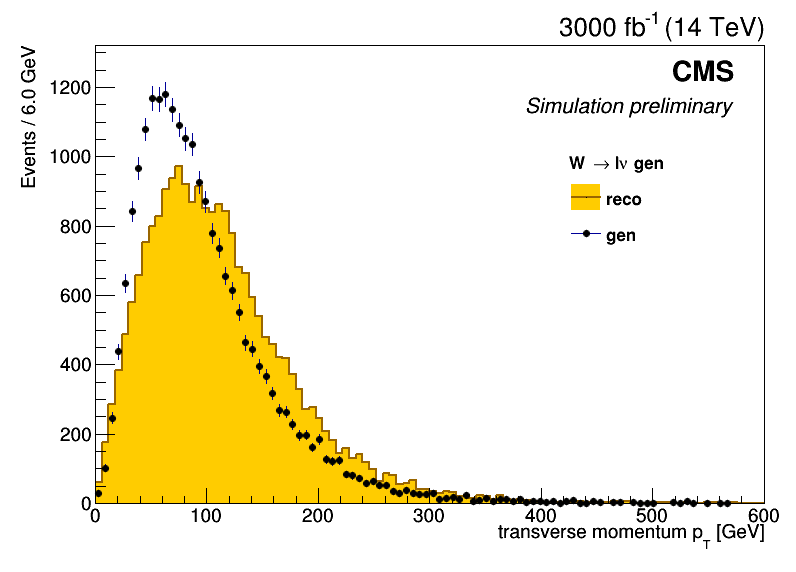 3000 fb⁻¹ (14 TeV)
CMS
Simulation preliminary
W → lν gen
reco
gen
Events / 6.0 GeV
1200
1000
800
600
400
200
0
0 100 200 300 400 500 600
transverse momentum p_T [GeV]